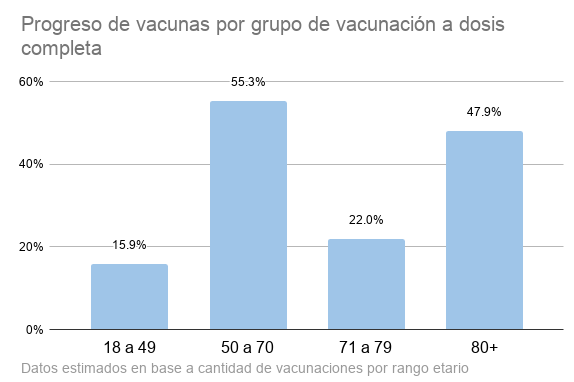 Progreso de vacunas por grupo de vacunación a dosis
completa
60%
55.3%
47.9%
40%
22.0%
20%
15.9%
0%
18 a 49
50 a 70
71 a 79
80+
Datos estimados en base a cantidad de vacunaciones por rango etario